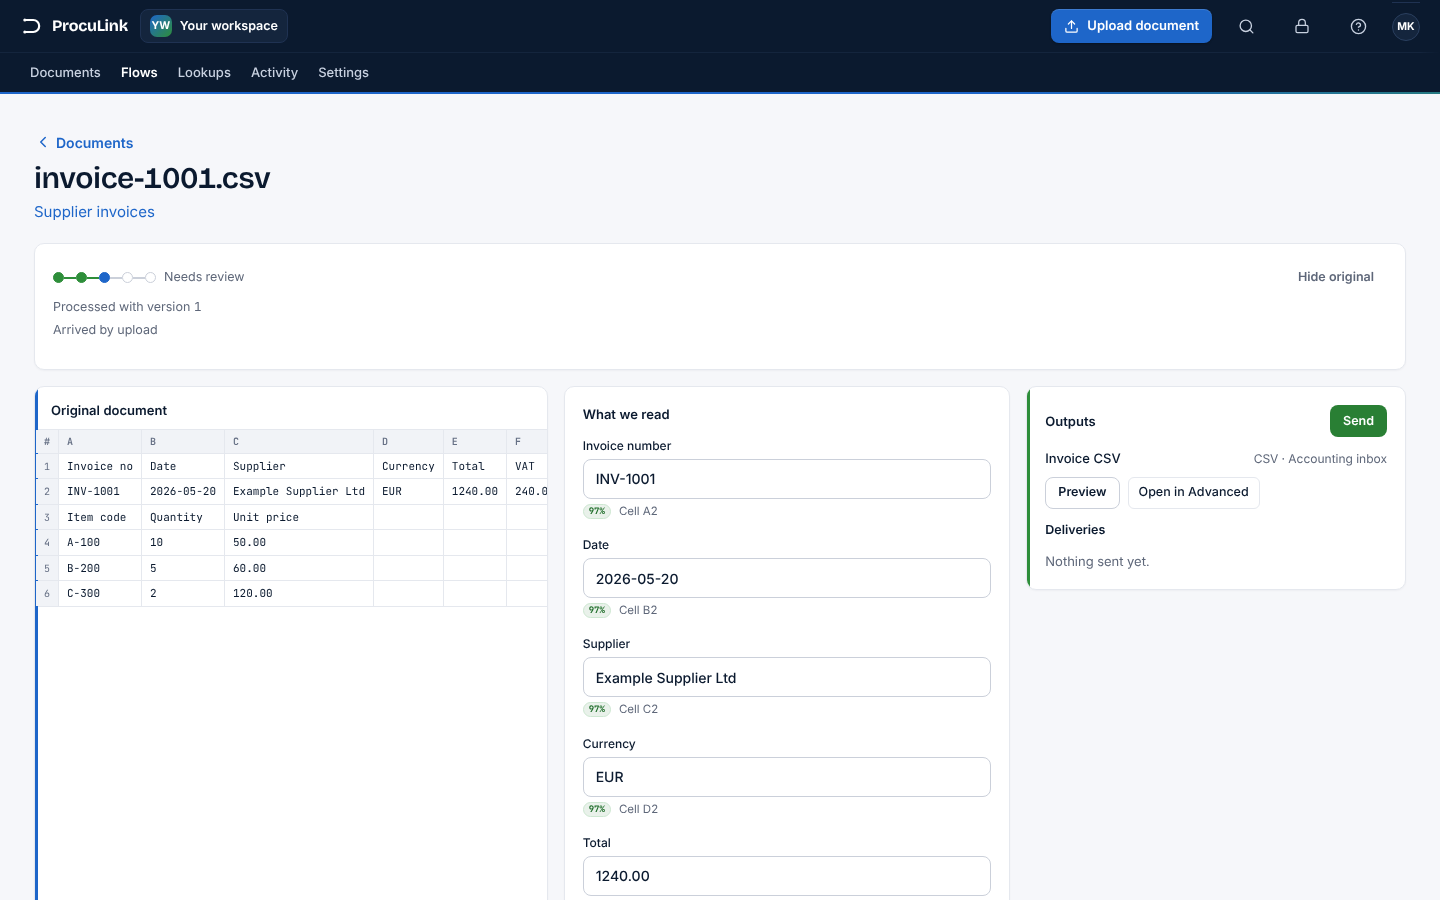 ProcuLink
YW Your workspace
Upload document
MK
Documents Flows Lookups Activity Settings
Documents
invoice-1001.csv
Supplier invoices
Needs review
Hide original
Processed with version 1
Arrived by upload
Original document
# A B C D E F
1 Invoice no Date Supplier Currency Total VAT
2 INV-1001 2026-05-20 Example Supplier Ltd EUR 1240.00 240.0
3 Item code Quantity Unit price
4 A-100 10 50.00
5 B-200 5 60.00
6 C-300 2 120.00
What we read
Invoice number
INV-1001
97% Cell A2
Date
2026-05-20
97% Cell B2
Supplier
Example Supplier Ltd
97% Cell C2
Currency
EUR
97% Cell D2
Total
1240.00
Outputs
Send
Invoice CSV
CSV · Accounting inbox
Preview
Open in Advanced
Deliveries
Nothing sent yet.